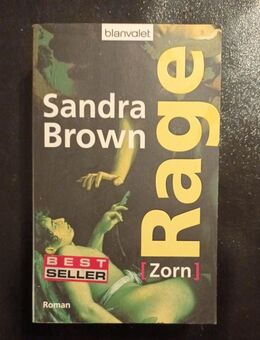 blanvalet
Sandra
Brown
Rage
[Zorn]
BEST
SELLER
Roman